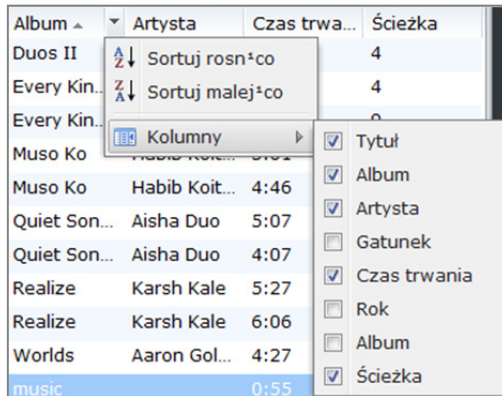 Album Artysta Czas trwa... Ścieżka
Duos II 4
Sortuj rosn¹co
Every Kin... 4
Sortuj malej¹co
Every Kin...
Kolumny
Muso Ko
Tytuł
Muso Ko Habib Koit... 4:46
Album
Quiet Son... Aisha Duo 5:07
Artysta
Quiet Son... Aisha Duo 4:07
Gatunek
Realize Karsh Kale 5:27
Czas trwania
Realize Karsh Kale 6:06
Rok
Worlds Aaron Gol... 4:27
Album
music 0:55
Ścieżka